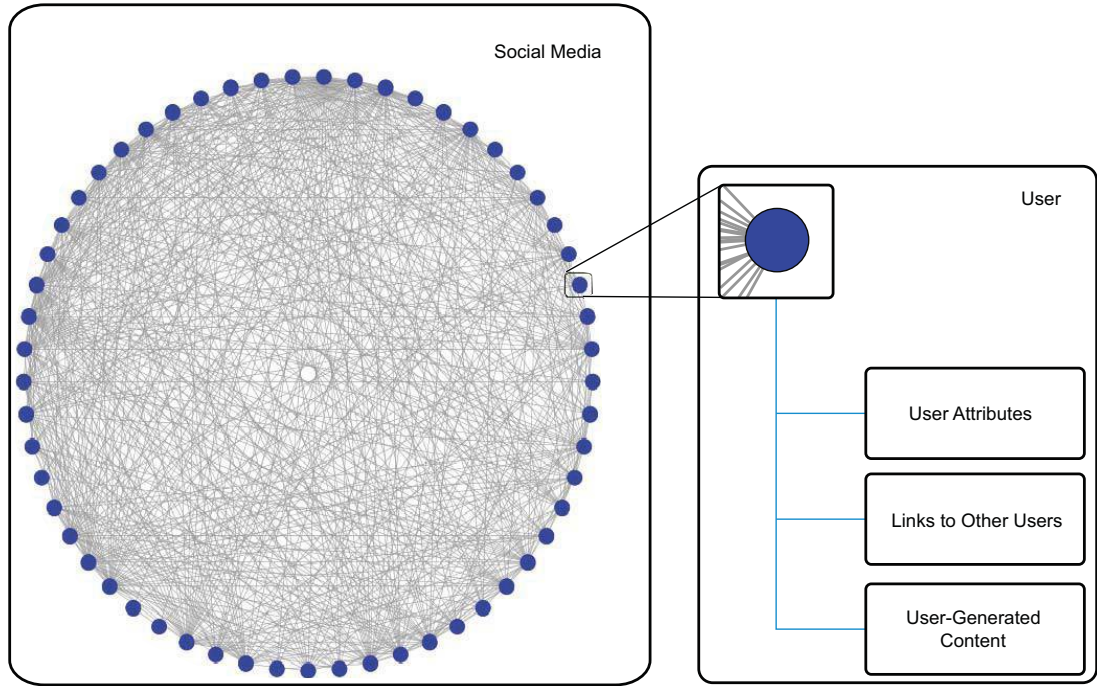 Social Media
User
User Attributes
Links to Other Users
User-Generated
Content